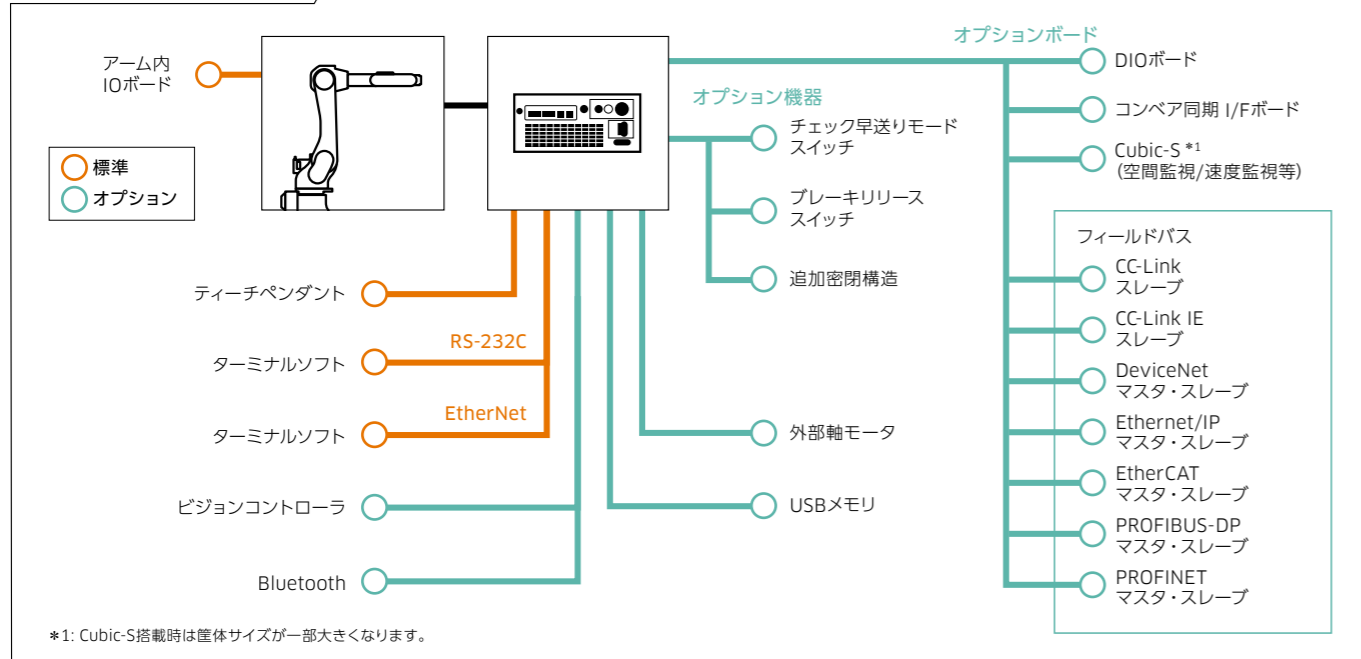 アーム内
IOボード
標準
オプション
ティーチペンダント
RS-232C
ターミナルソフト
EtherNet
ターミナルソフト
ビジョンコントローラ
Bluetooth
オプション機器
チェック早送りモード
スイッチ
ブレーキリリース
スイッチ
追加密閉構造
外部軸モータ
USBメモリ
オプションボード
DIOボード
コンベア同期 I/Fボード
Cubic-S *1
(空間監視/速度監視等)
フィールドバス
CC-Link
スレーブ
CC-Link IE
スレーブ
DeviceNet
マスタ・スレーブ
Ethernet/IP
マスタ・スレーブ
EtherCAT
マスタ・スレーブ
PROFIBUS-DP
マスタ・スレーブ
PROFINET
マスタ・スレーブ
*1: Cubic-S搭載時は筐体サイズが一部大きくなります。